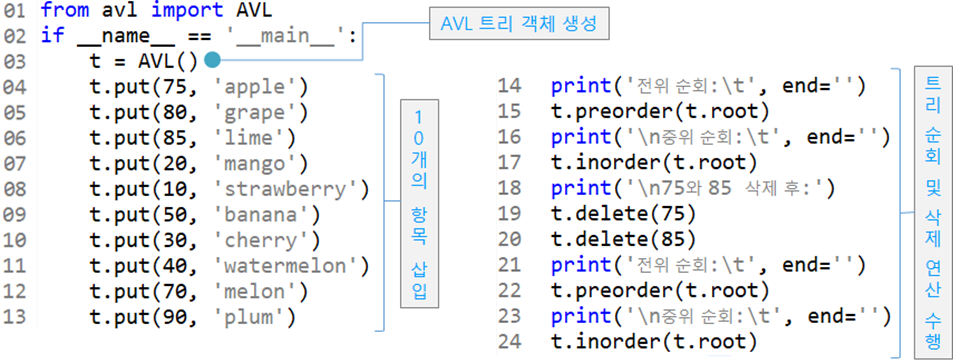 01 from avl import AVL
02 if __name__ == '__main__':
03     t = AVL()
04     t.put(75, 'apple')
05     t.put(80, 'grape')
06     t.put(85, 'lime')
07     t.put(20, 'mango')
08     t.put(10, 'strawberry')
09     t.put(50, 'banana')
10     t.put(30, 'cherry')
11     t.put(40, 'watermelon')
12     t.put(70, 'melon')
13     t.put(90, 'plum')
AVL 트리 객체 생성
10개의 항목 삽입
14 print('전위 순회:\t', end='')
15 t.preorder(t.root)
16 print('\n중위 순회:\t', end='')
17 t.inorder(t.root)
18 print('\n75와 85 삭제 후:')
19 t.delete(75)
20 t.delete(85)
21 print('전위 순회:\t', end='')
22 t.preorder(t.root)
23 print('\n중위 순회:\t', end='')
24 t.inorder(t.root)
트리 순회 및 삭제 연산 수행